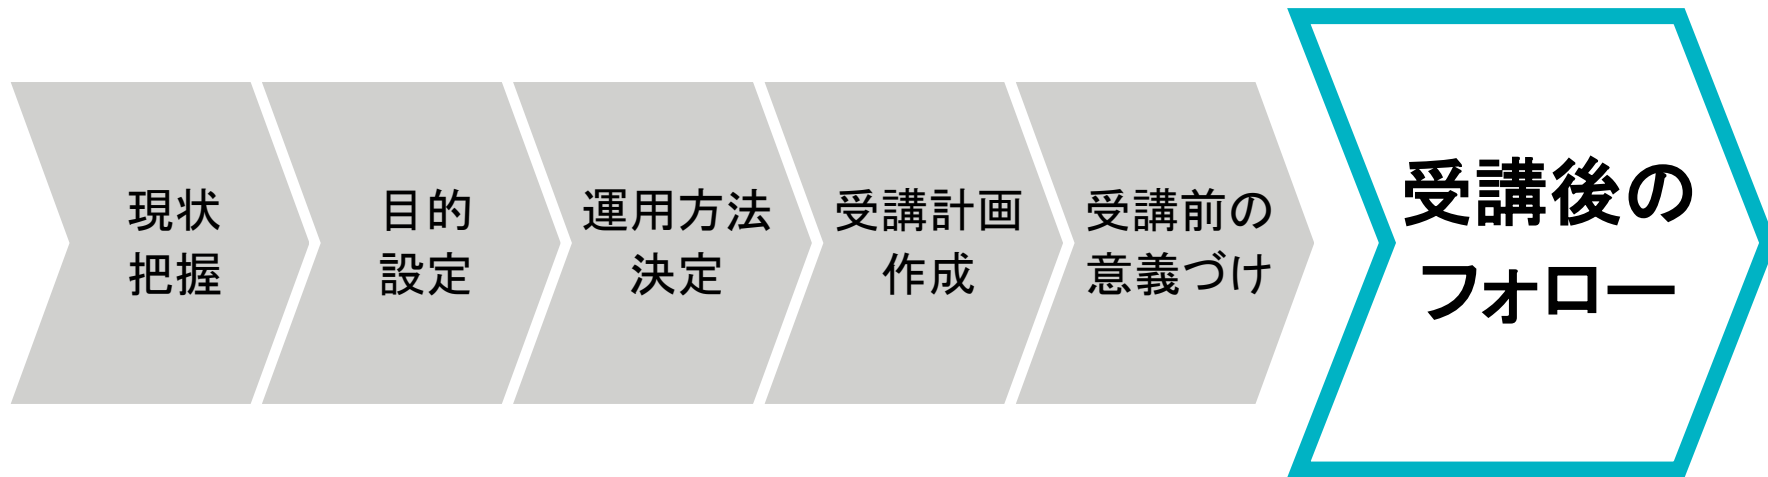 現状
把握
目的
設定
運用方法
決定
受講計画
作成
受講前の
意義づけ
受講後の
フォロー